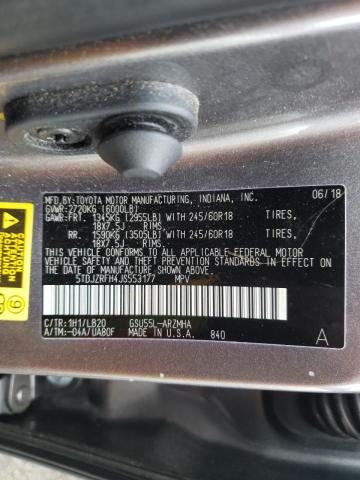 MFD.BY:TOYOTA MOTOR MANUFACTURING, INDIANA, INC. 06/18
GVWR:2720KG (6000LB)
GAWR:FRT. 1345KG (2955LB) WITH 245/60R18 TIRES,
18X7.5J RIMS
RR. 1590KG (3505LB) WITH 245/60R18 TIRES,
18X7.5J RIMS
THIS VEHICLE CONFORMS TO ALL APPLICABLE FEDERAL MOTOR
VEHICLE SAFETY AND THEFT PREVENTION STANDARDS
IN EFFECT ON THE DATE OF MANUFACTURE SHOWN ABOVE.
5TDJZRFH4JS553177 MPV
C/TR:1H1/LB20 GSU55L-ARZMHA
A/TM:-04A/UA80F MADE IN U.S.A. 840 A